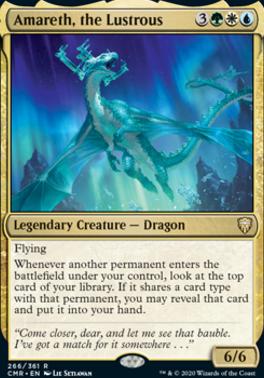 Amareth, the Lustrous 3
Legendary Creature — Dragon
Flying
Whenever another permanent enters the
battlefield under your control, look at the top
card of your library. If it shares a card type
with that permanent, you may reveal that card
and put it into your hand.
“Come closer, dear, and let me see that bauble.
I’ve got a match for it somewhere . . .”
6/6
266/361 R
CMR • EN Lie Setiawan
™ & © 2020 Wizards of the Coast